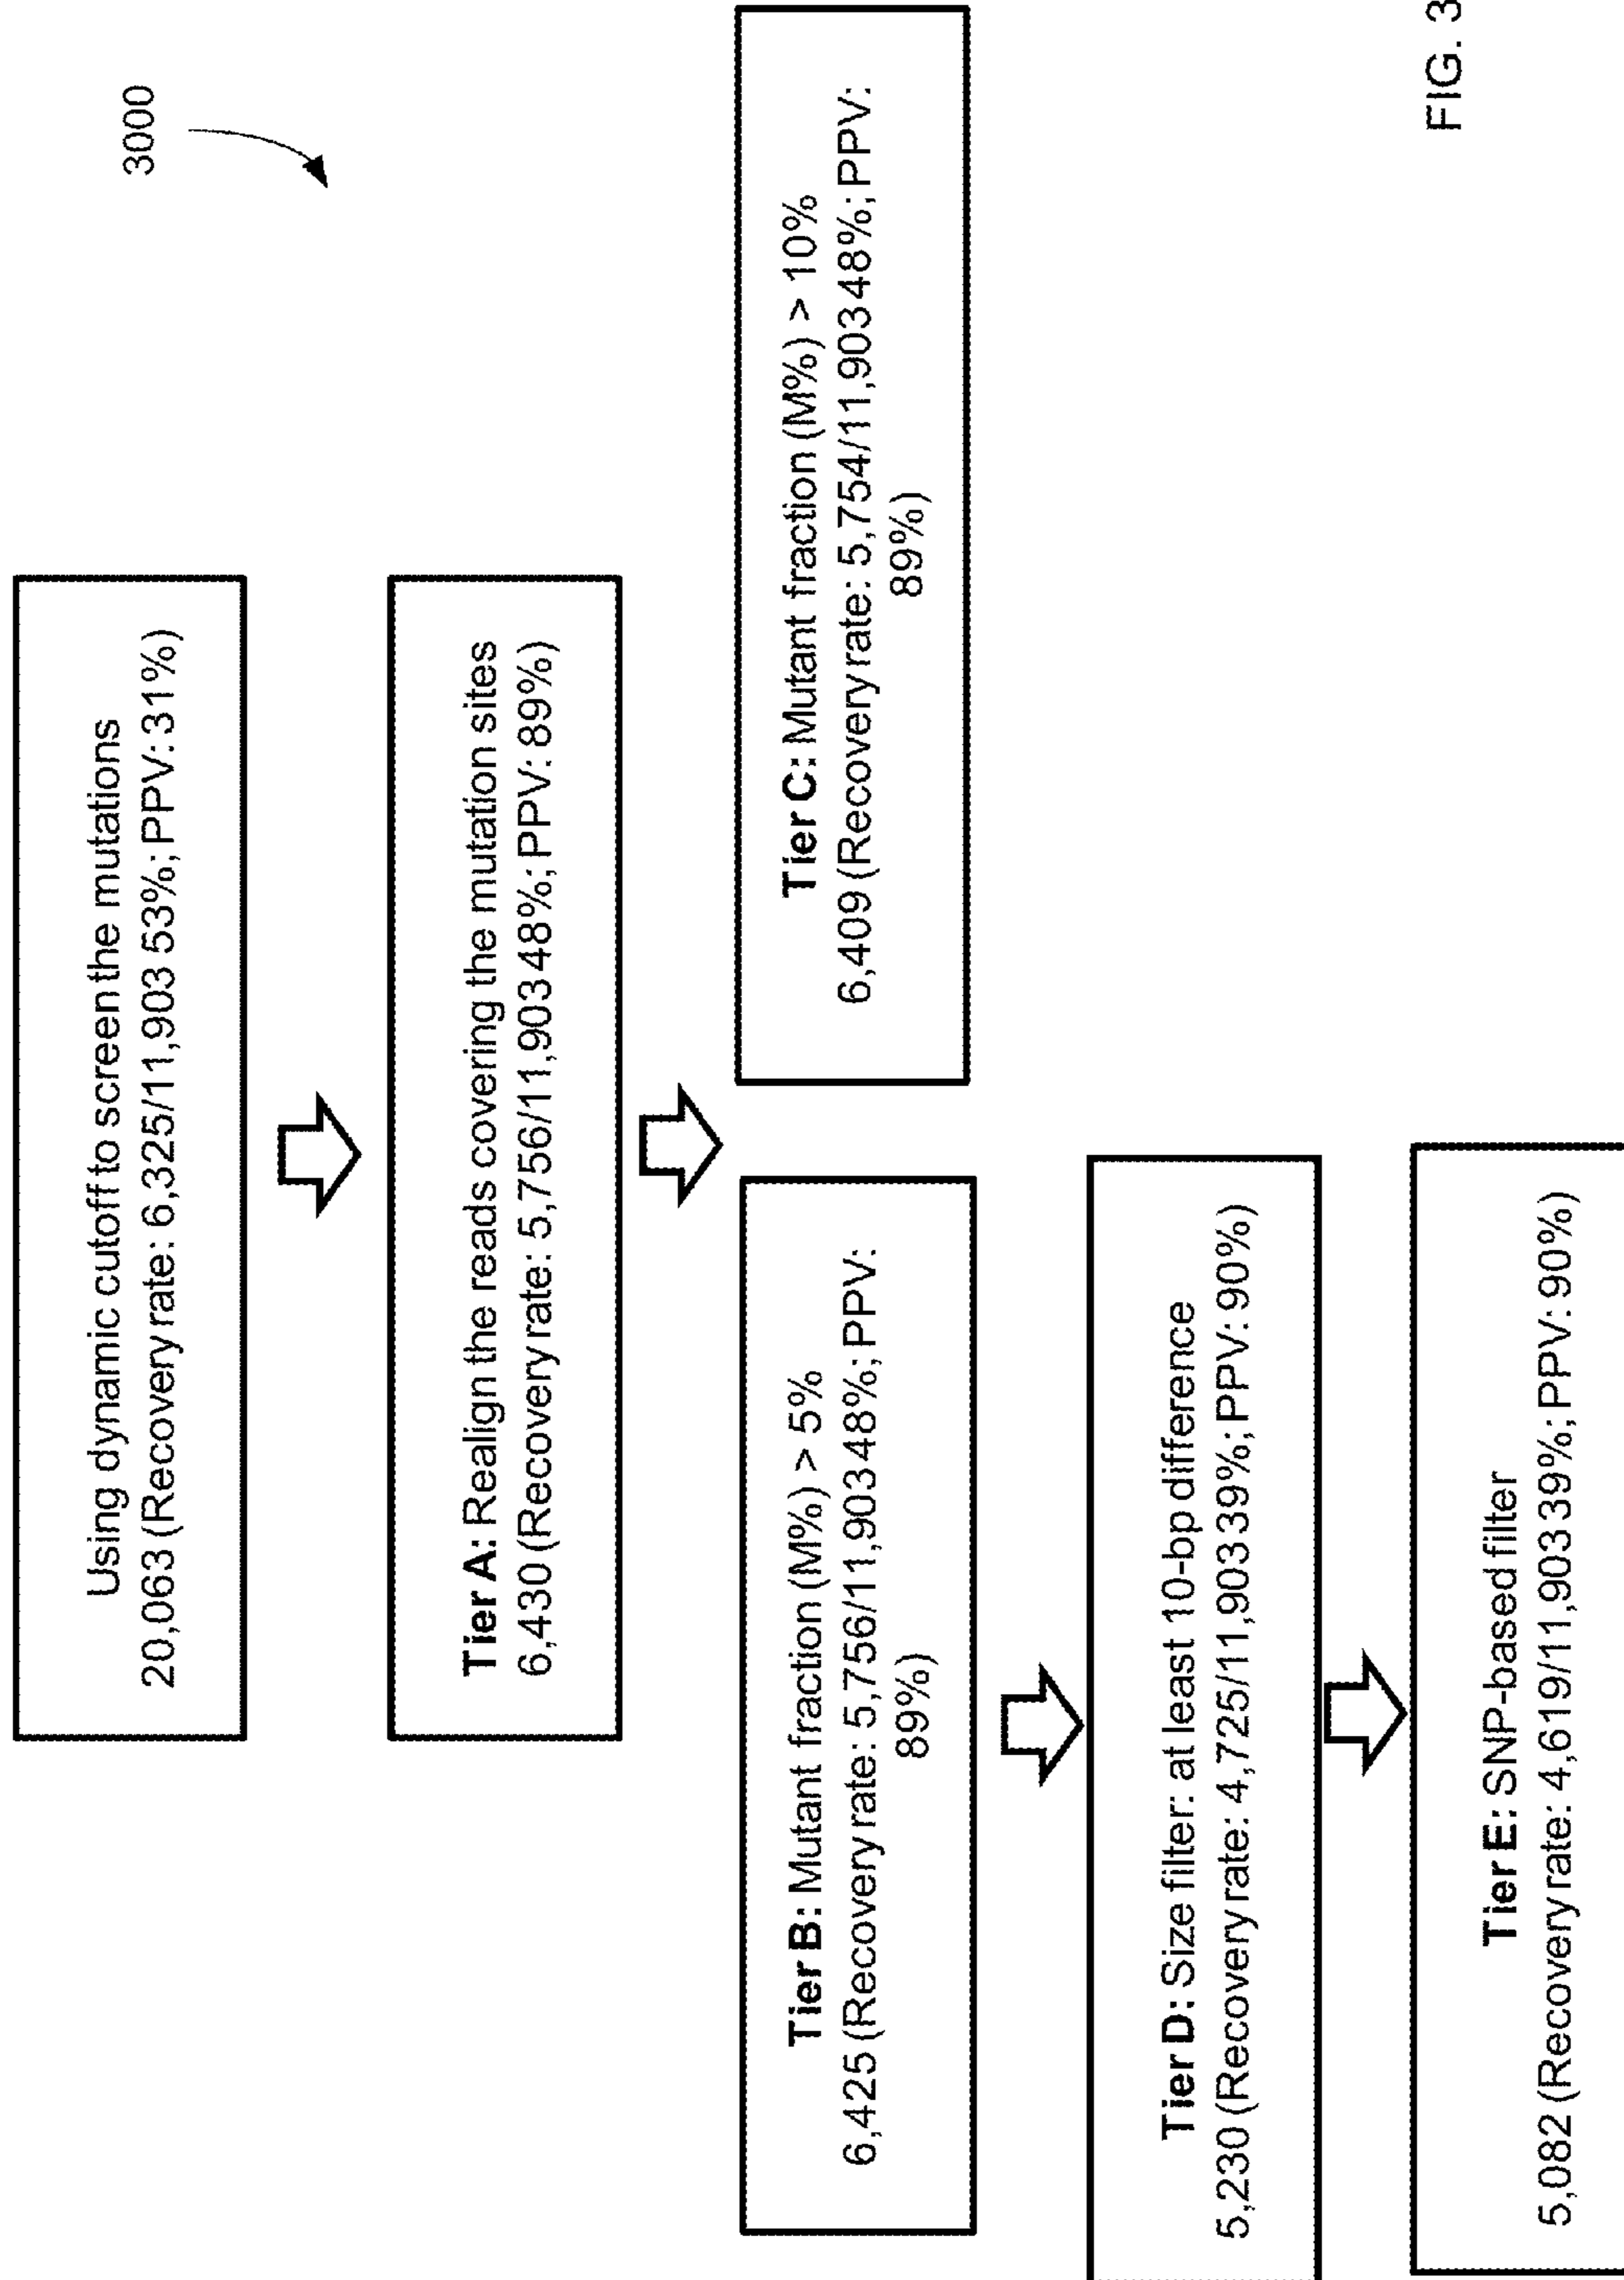 3000
Using dynamic cutoff to screen the mutations
20,063 (Recovery rate: 6,325/11,903 53%; PPV: 31%)
Tier A: Realign the reads covering the mutation sites
6,430 (Recovery rate: 5,756/11,903 48%; PPV: 89%)
Tier B: Mutant fraction (M%) > 5%
6,425 (Recovery rate: 5,756/11,903 48%; PPV:
89%)
Tier C: Mutant fraction (M%) > 10%
6,409 (Recovery rate: 5,754/11,903 48%; PPV:
89%)
Tier D: Size filter: at least 10-bp difference
5,230 (Recovery rate: 4,725/11,903 39%; PPV: 90%)
Tier E: SNP-based filter
5,082 (Recovery rate: 4,619/11,903 39%; PPV: 90%)
FIG. 3